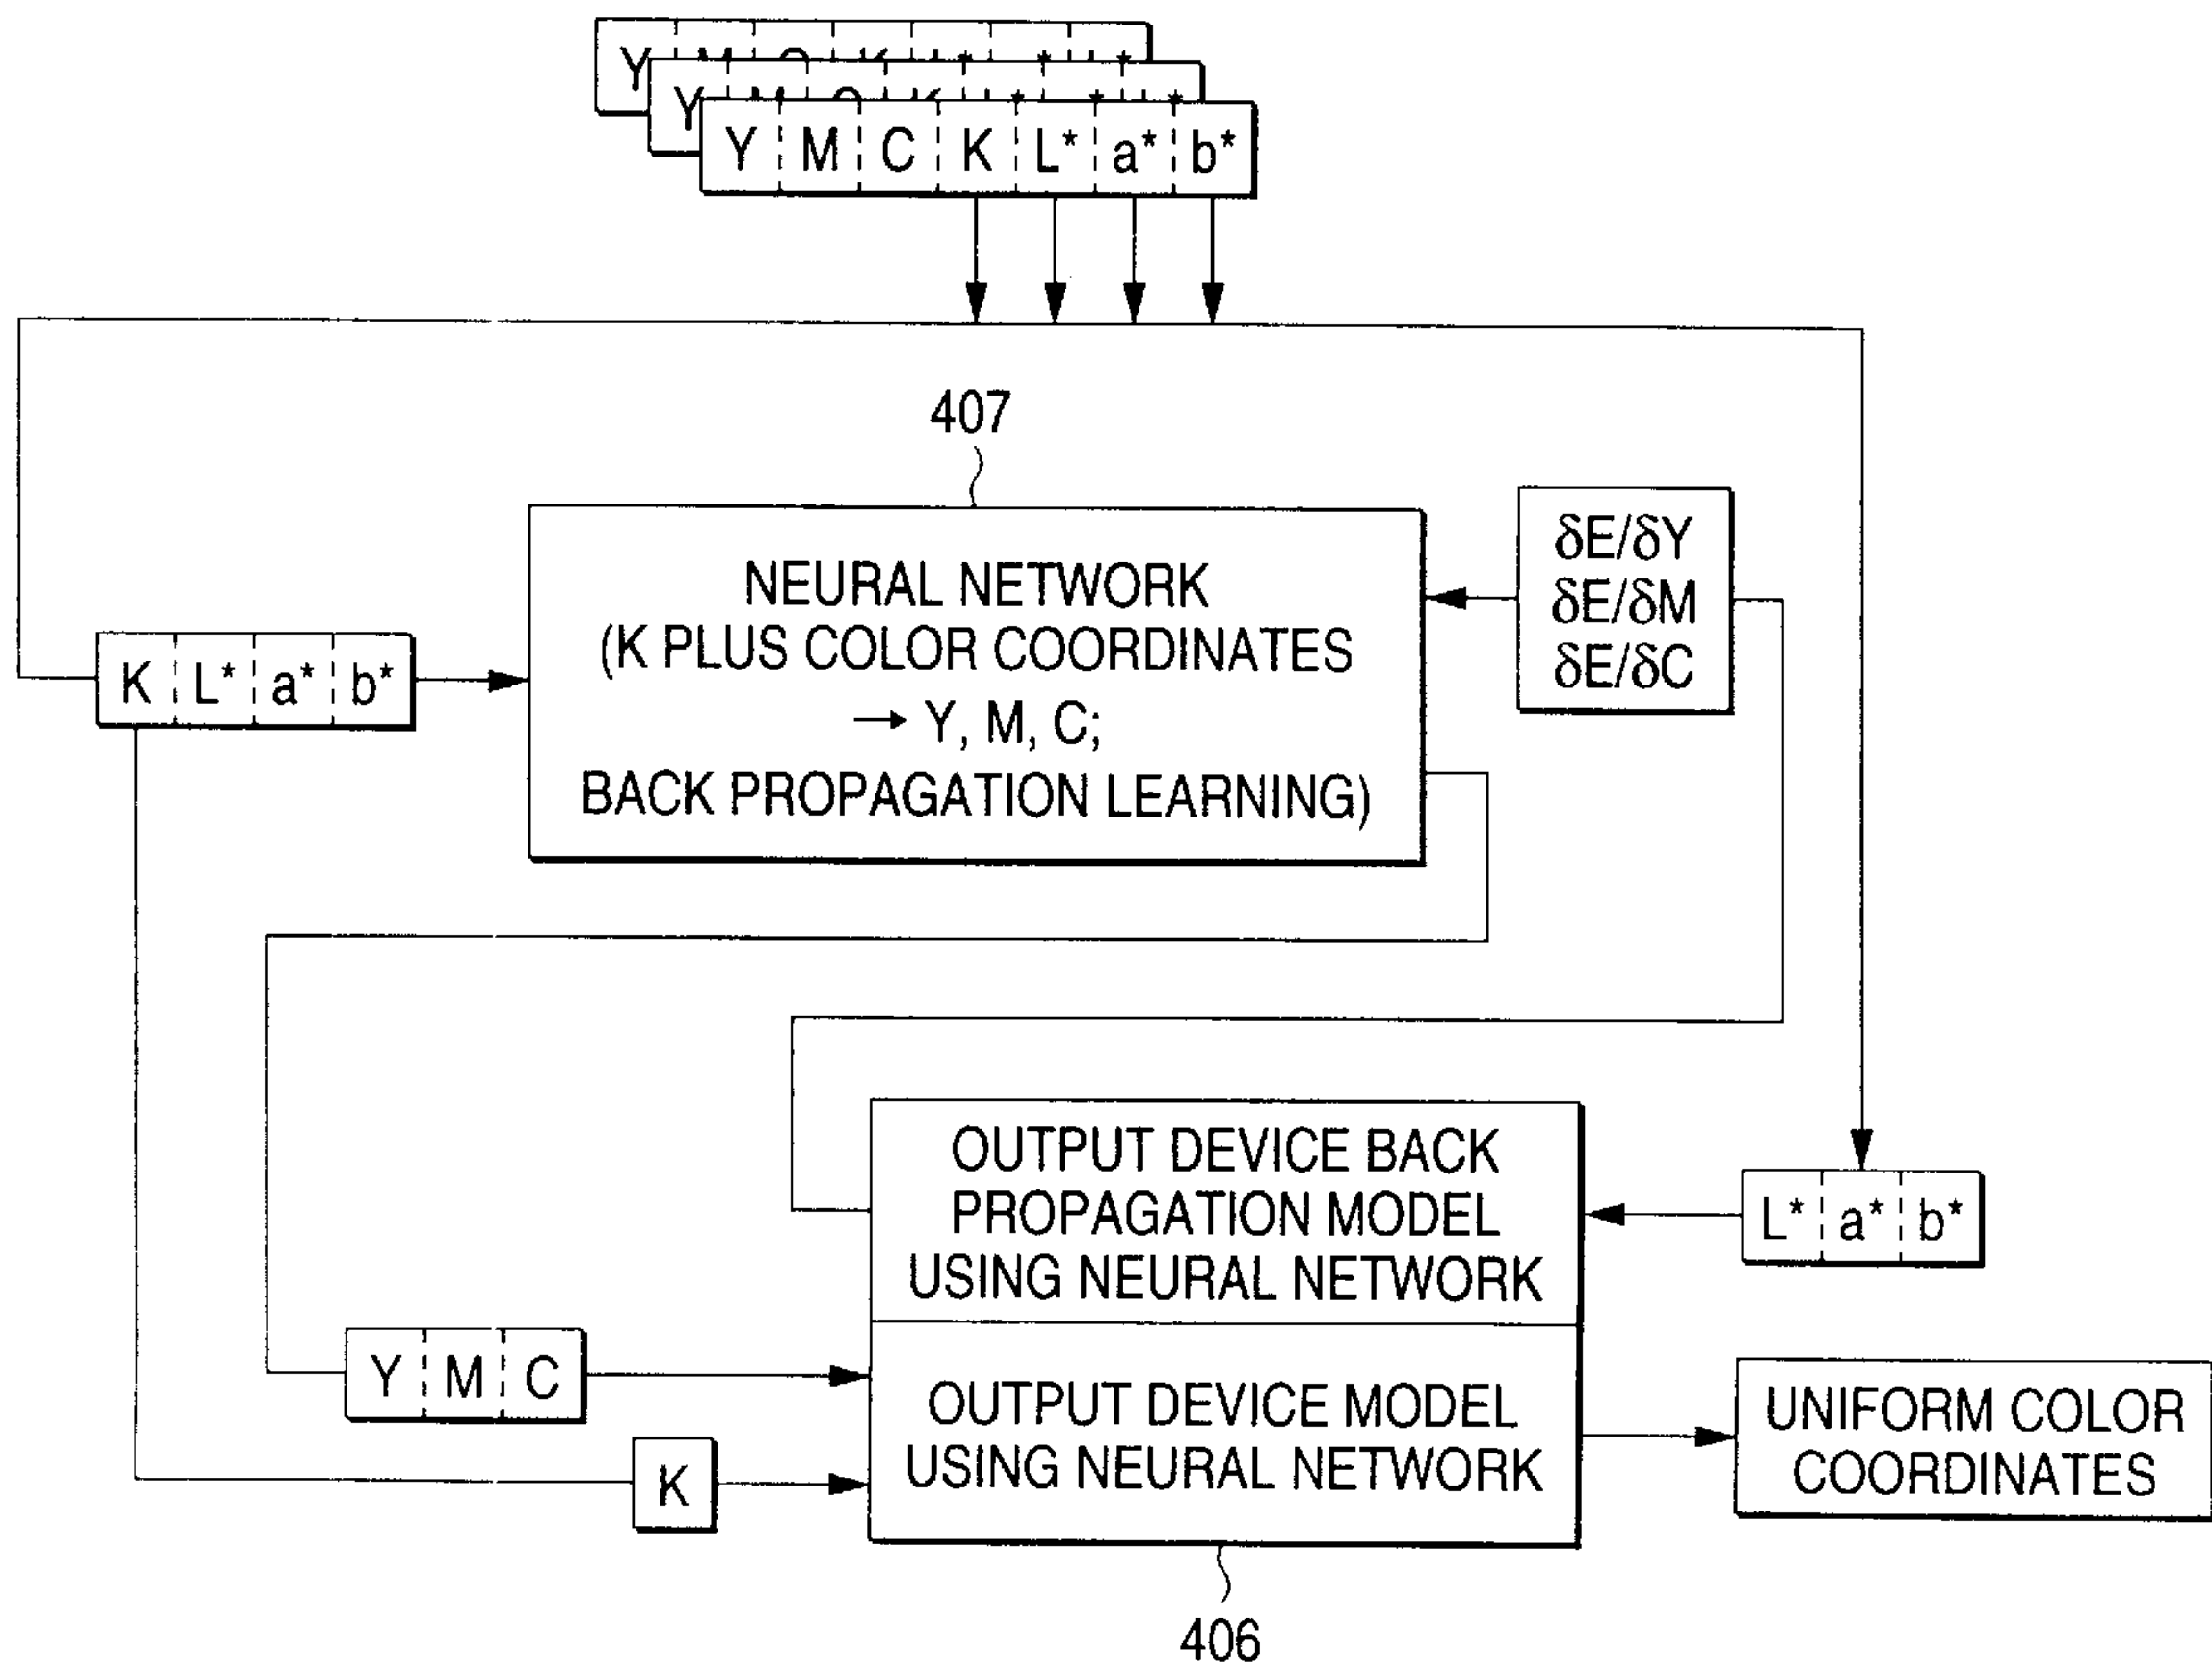 Y M
Y M
Y M C K L* a* b*
407
NEURAL NETWORK
(K PLUS COLOR COORDINATES
→ Y, M, C;
BACK PROPAGATION LEARNING)
δE/δY
δE/δM
δE/δC
K L* a* b*
OUTPUT DEVICE BACK
PROPAGATION MODEL
USING NEURAL NETWORK
L* a* b*
Y M C
K
OUTPUT DEVICE MODEL
USING NEURAL NETWORK
UNIFORM COLOR
COORDINATES
406